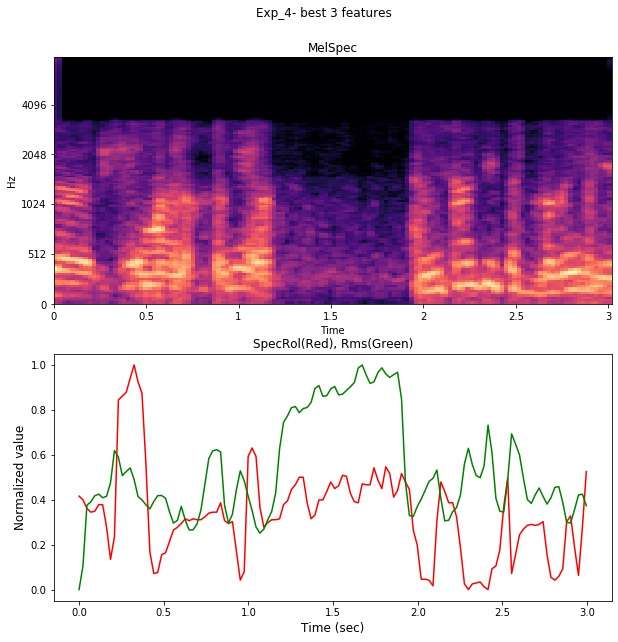 Exp_4- best 3 features
MelSpec
4096
2048
1024
512
0
Hz
0 0.5 1 1.5 2 2.5 3
Time
SpecRol(Red), Rms(Green)
1.0
0.8
0.6
0.4
0.2
0.0
Normalized value
0.0 0.5 1.0 1.5 2.0 2.5 3.0
Time (sec)